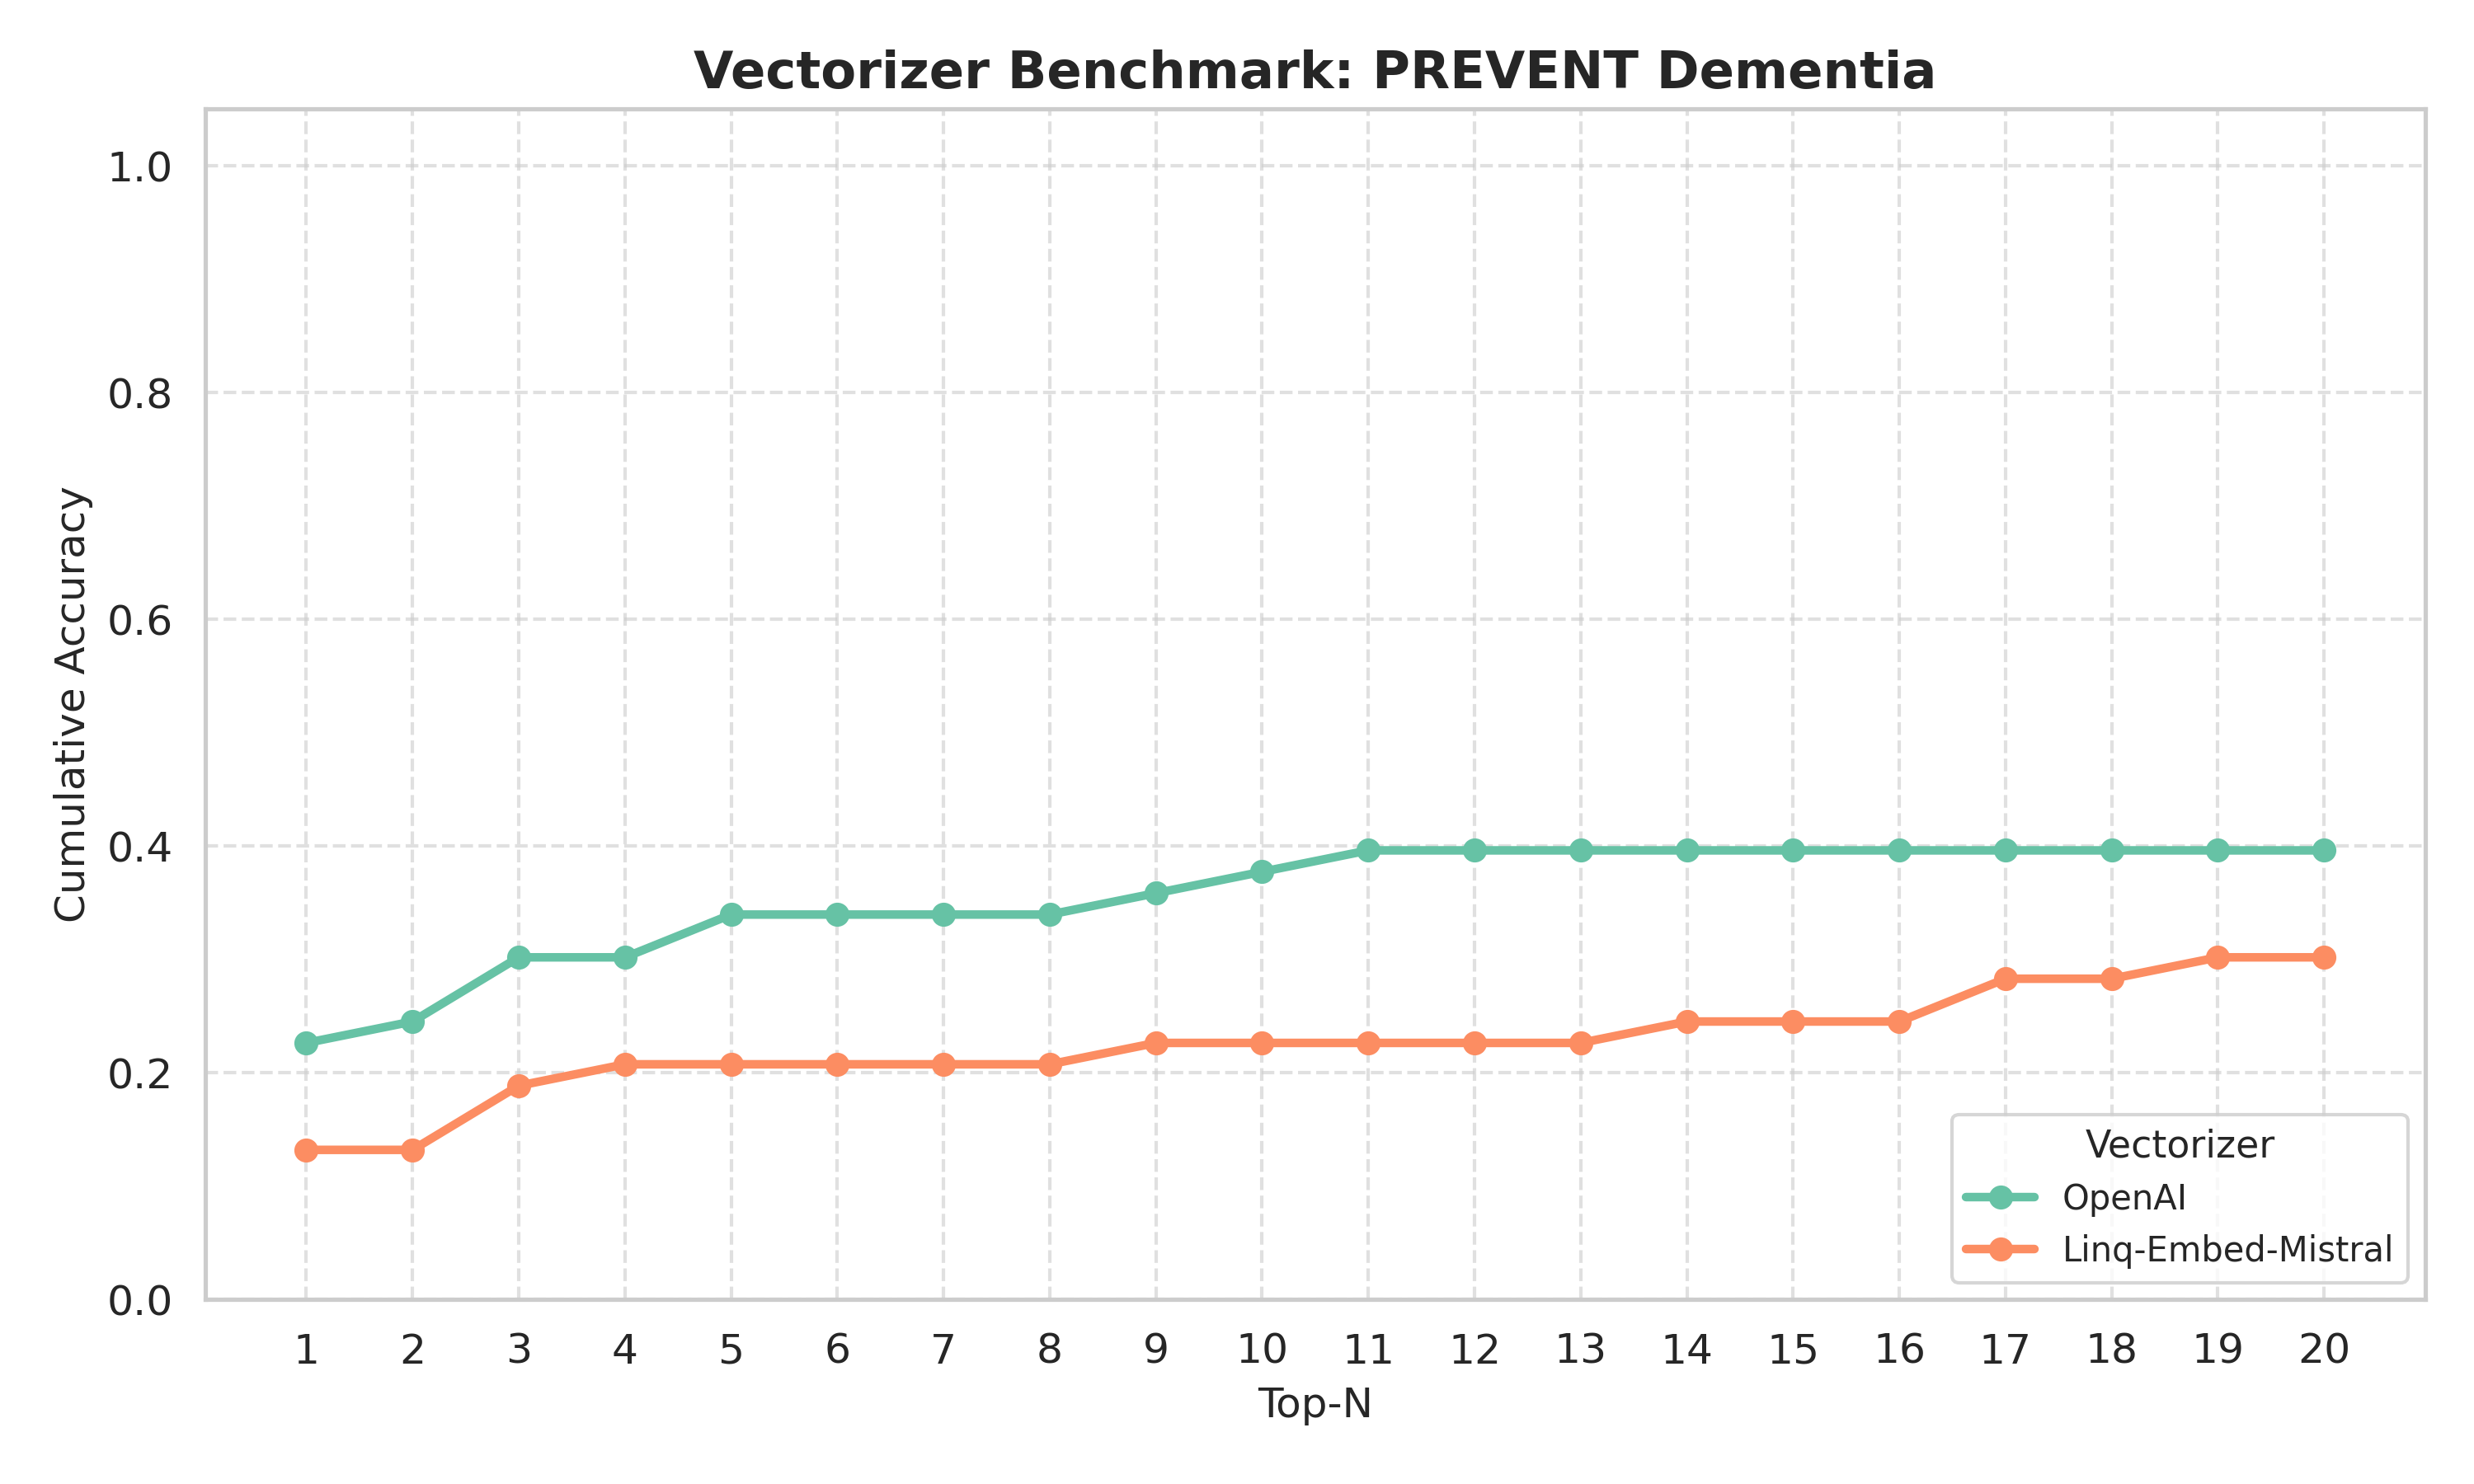 Vectorizer Benchmark: PREVENT Dementia
Cumulative Accuracy
1.0
0.8
0.6
0.4
0.2
0.0
1 2 3 4 5 6 7 8 9 10 11 12 13 14 15 16 17 18 19 20
Top-N
Vectorizer
OpenAI
Linq-Embed-Mistral